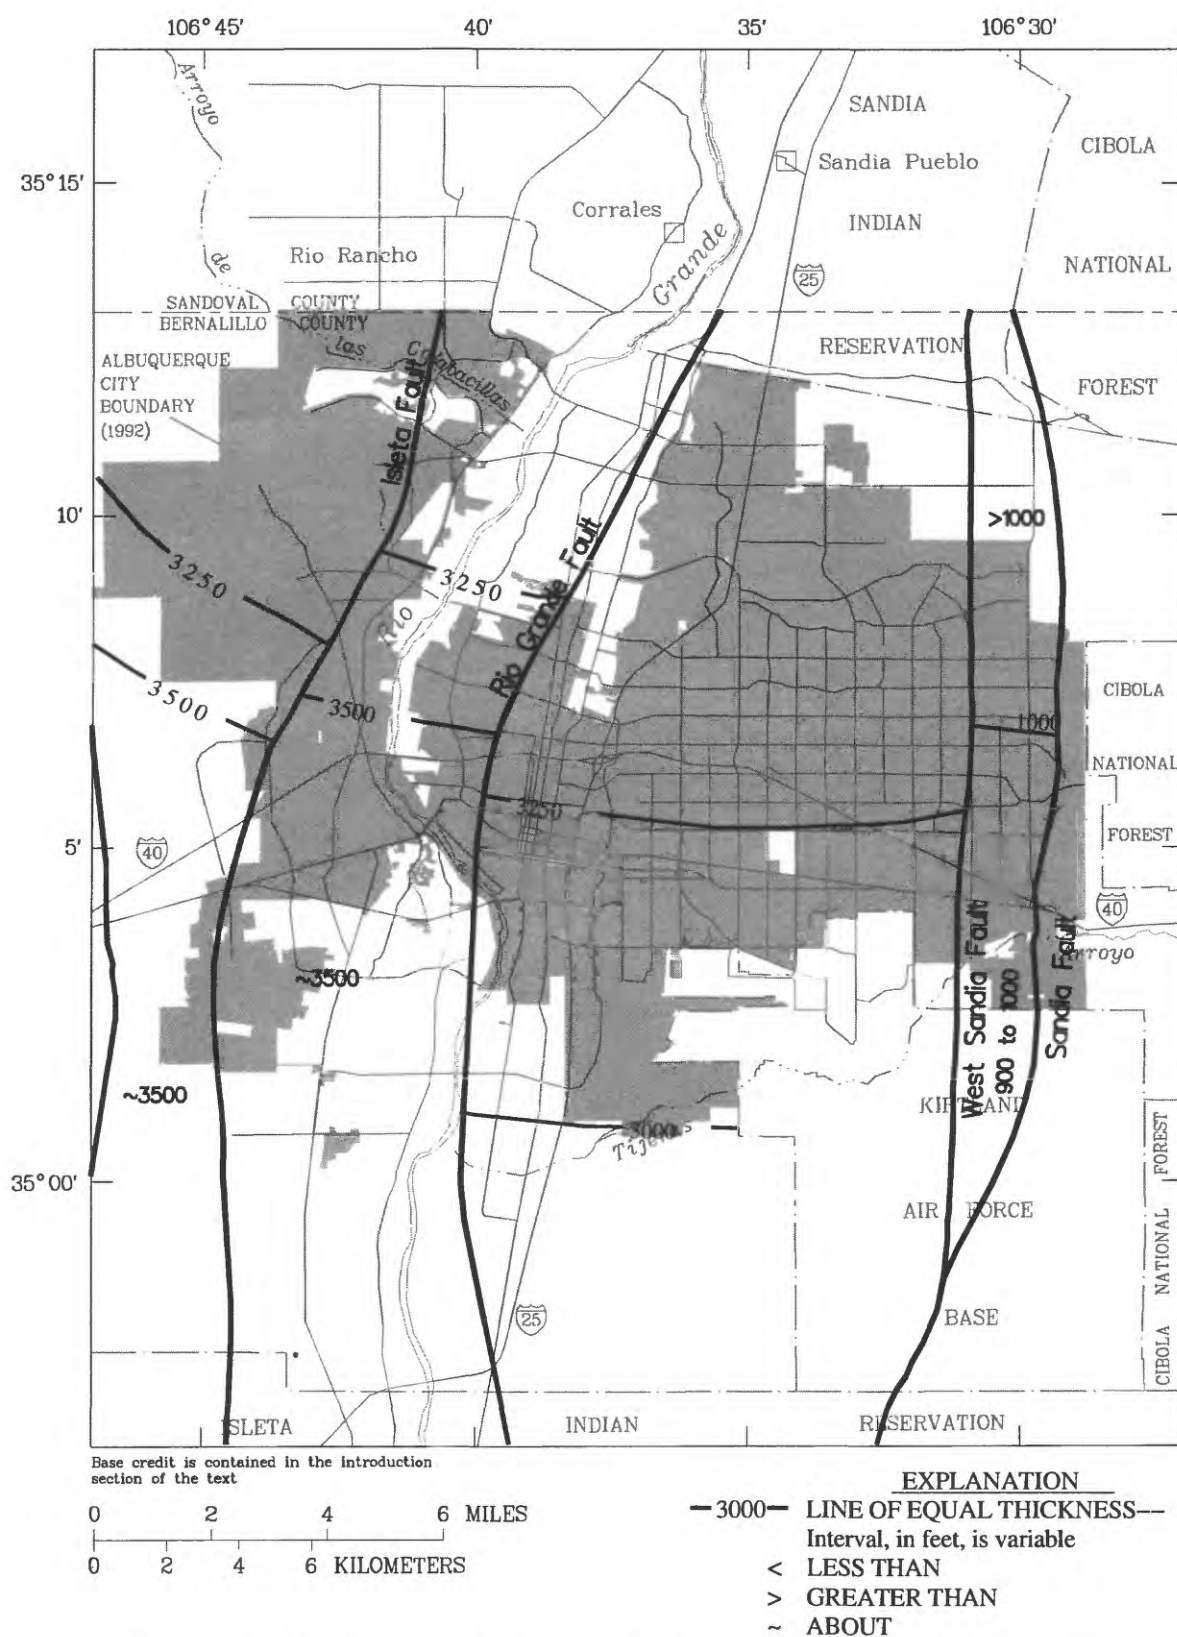 106°45' 40' 35' 106°30'
Arroyo
SANDIA
CIBOLA
Sandia Pueblo
35°15'
Corrales
INDIAN
Grande
de
Rio Rancho
25
NATIONAL
SANDOVAL COUNTY
BERNALILLO COUNTY
las
RESERVATION
ALBUQUERQUE
CITY
BOUNDARY
(1992)
Calabacillas
FOREST
Isleta Fault
10'
>1000
Rio Grande Fault
3250
3250
Rio
3500
3500
CIBOLA
1000
NATIONAL
3250
FOREST
5'
40
40
West Sandia Fault
900 to 1000
Sandia Fault
Arroyo
~3500
~3500
KIRTLAND
3000
Tijeras
35°00'
AIR FORCE
BASE
25
CIBOLA NATIONAL FOREST
ISLETA INDIAN RESERVATION
Base credit is contained in the introduction
section of the text
0 2 4 6 MILES
0 2 4 6 KILOMETERS
EXPLANATION
—3000— LINE OF EQUAL THICKNESS—
Interval, in feet, is variable
< LESS THAN
> GREATER THAN
~ ABOUT